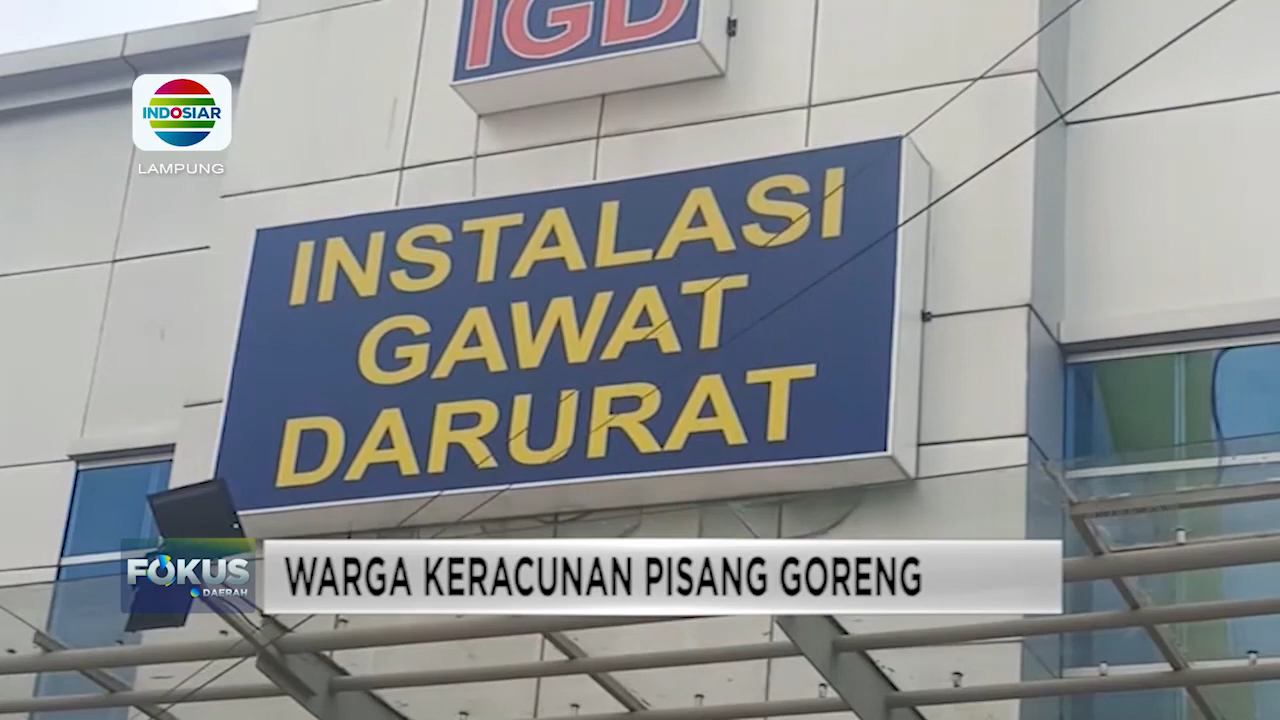 IGD
INDOSIAR
LAMPUNG
INSTALASI
GAWAT
DARURAT
FOKUS
DAERAH
WARGA KERACUNAN PISANG GORENG